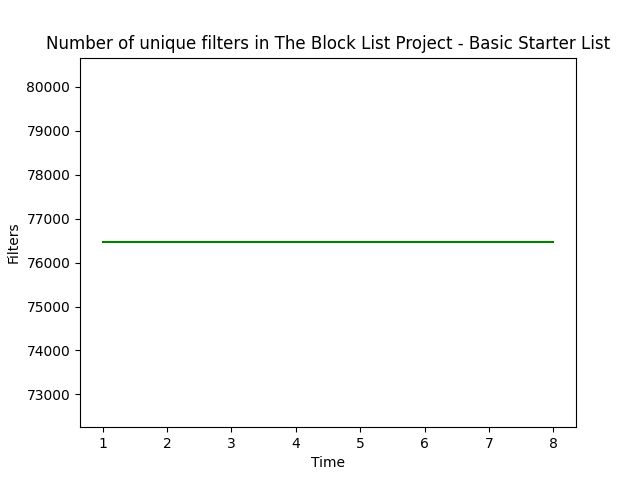 Number of unique filters in The Block List Project - Basic Starter List
80000
79000
78000
77000
76000
75000
74000
73000
Filters
1 2 3 4 5 6 7 8
Time